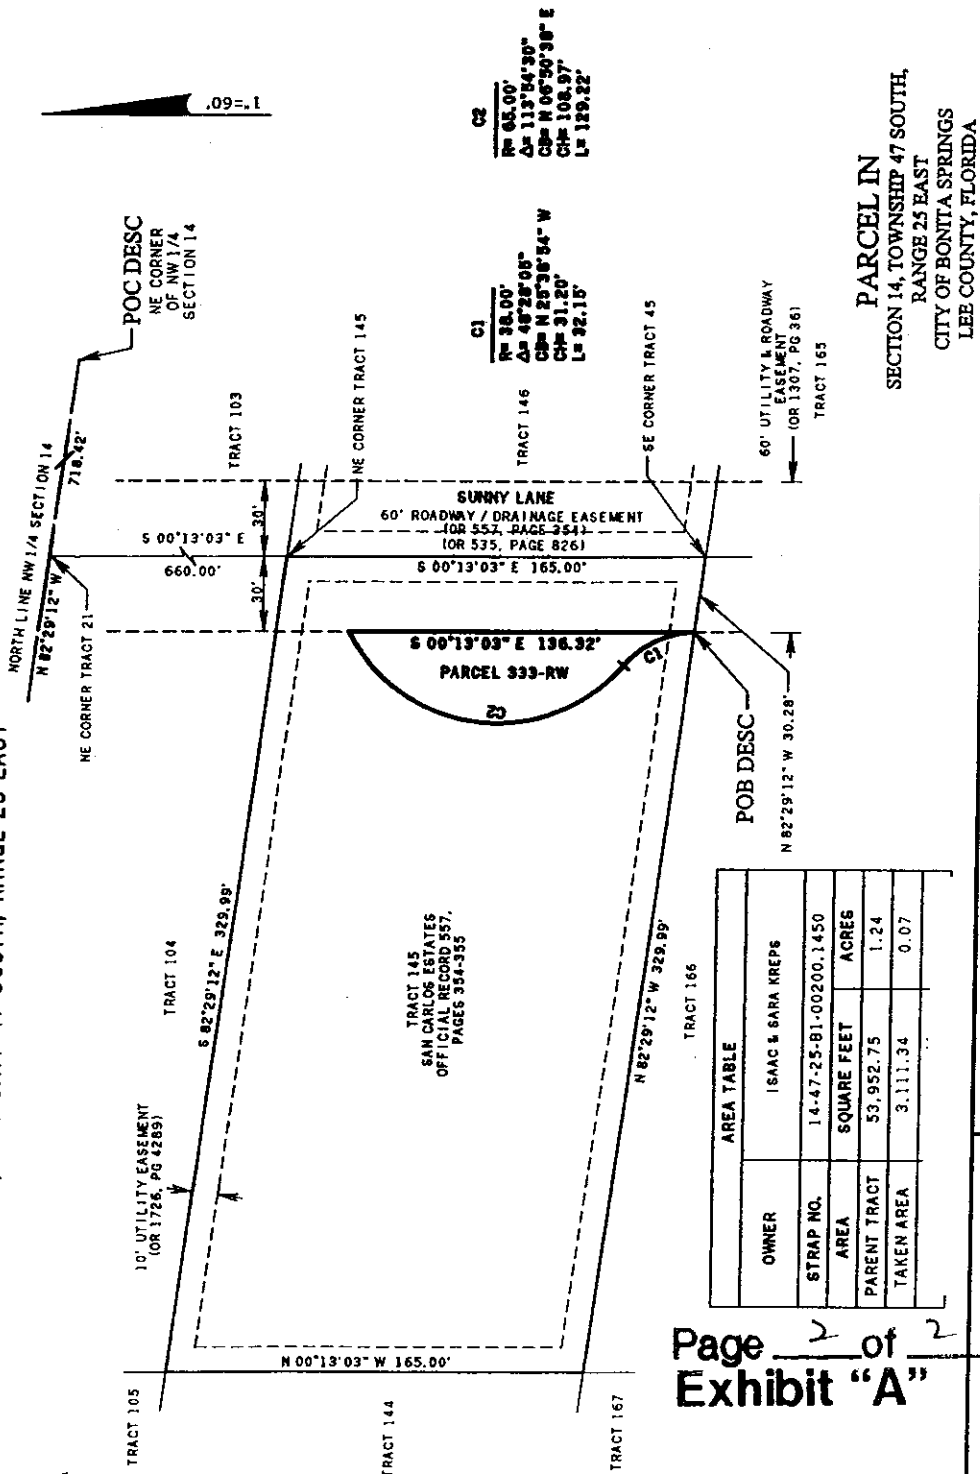 1"=60'
NORTH LINE NW 1/4 SECTION 14
N 82°29'12" W
718.42'
POC DESC
NE CORNER
OF NW 1/4
SECTION 14
NE CORNER TRACT 21
S 00°13'03" E
660.00'
30'
30'
TRACT 103
NE CORNER TRACT 145
C1
R= 38.00'
Δ= 48°28'05"
CB= N 25°38'54" W
CH= 31.20'
L= 32.15'
C2
R= 65.00'
Δ= 113°54'30"
CB= N 06°50'38" E
CH= 108.97'
L= 129.22'
TRACT 146
SUNNY LANE
60' ROADWAY / DRAINAGE EASEMENT
(OR 557, PAGE 354)
(OR 535, PAGE 826)
S 00°13'03" E 165.00'
SE CORNER TRACT 45
60' UTILITY & ROADWAY
EASEMENT
(OR 1307, PG 361)
TRACT 165
S 00°13'03" E 136.32'
PARCEL 333-RW
C1
C2
POB DESC
N 82°29'12" W 30.28'
TRACT 104
S 82°29'12" E 329.99'
10' UTILITY EASEMENT
(OR 1726, PG 4289)
TRACT 145
SAN CARLOS ESTATES
OFFICIAL RECORD 557,
PAGES 354-355
N 82°29'12" W 329.99'
TRACT 166
N 00°13'03" W 165.00'
TRACT 105
TRACT 144
TRACT 167
AREA TABLE
OWNER ISAAC & SARA KREPS
STRAP NO. 14-47-25-B1-00200.1450
AREA SQUARE FEET ACRES
PARENT TRACT 53,952.75 1.24
TAKEN AREA 3,111.34 0.07
PARCEL IN
SECTION 14, TOWNSHIP 47 SOUTH,
RANGE 25 EAST
CITY OF BONITA SPRINGS
LEE COUNTY, FLORIDA
Page 2 of 2
Exhibit "A"